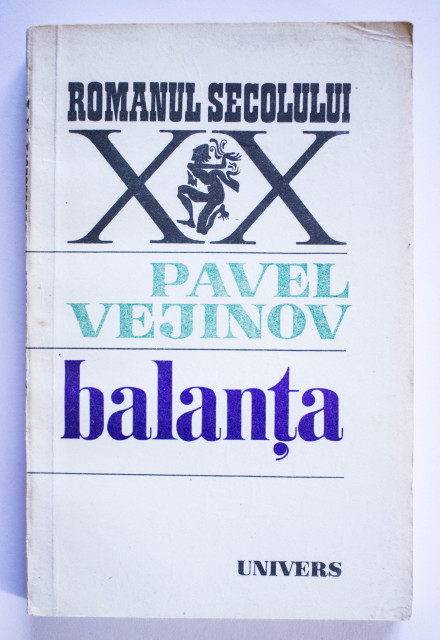 ROMANUL SECOLULUI
XX
PAVEL
VEJINOV
balanța
UNIVERS